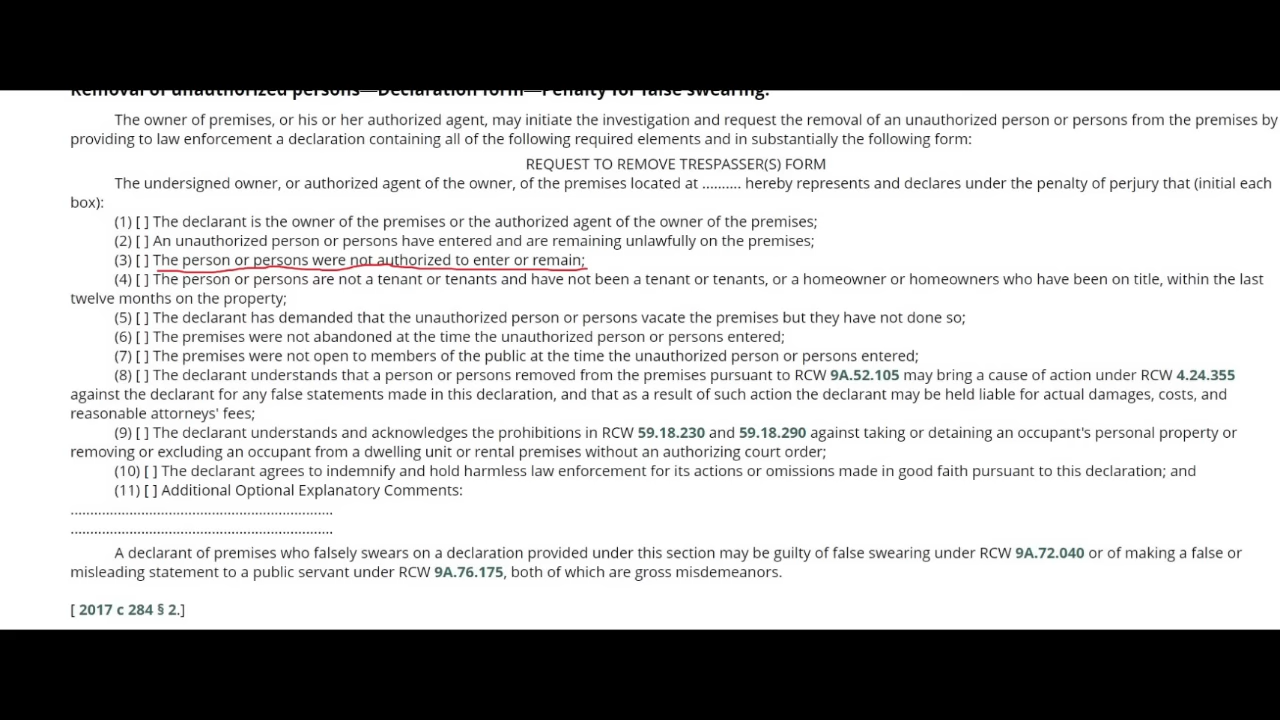 Removal of unauthorized persons—Declaration form—Penalty for false swearing.
The owner of premises, or his or her authorized agent, may initiate the investigation and request the removal of an unauthorized person or persons from the premises by
providing to law enforcement a declaration containing all of the following required elements and in substantially the following form:
REQUEST TO REMOVE TRESPASSER(S) FORM
The undersigned owner, or authorized agent of the owner, of the premises located at .......... hereby represents and declares under the penalty of perjury that (initial each
box):
(1) [ ] The declarant is the owner of the premises or the authorized agent of the owner of the premises;
(2) [ ] An unauthorized person or persons have entered and are remaining unlawfully on the premises;
(3) [ ] The person or persons were not authorized to enter or remain;
(4) [ ] The person or persons are not a tenant or tenants and have not been a tenant or tenants, or a homeowner or homeowners who have been on title, within the last
twelve months on the property;
(5) [ ] The declarant has demanded that the unauthorized person or persons vacate the premises but they have not done so;
(6) [ ] The premises were not abandoned at the time the unauthorized person or persons entered;
(7) [ ] The premises were not open to members of the public at the time the unauthorized person or persons entered;
(8) [ ] The declarant understands that a person or persons removed from the premises pursuant to RCW 9A.52.105 may bring a cause of action under RCW 4.24.355
against the declarant for any false statements made in this declaration, and that as a result of such action the declarant may be held liable for actual damages, costs, and
reasonable attorneys' fees;
(9) [ ] The declarant understands and acknowledges the prohibitions in RCW 59.18.230 and 59.18.290 against taking or detaining an occupant's personal property or
removing or excluding an occupant from a dwelling unit or rental premises without an authorizing court order;
(10) [ ] The declarant agrees to indemnify and hold harmless law enforcement for its actions or omissions made in good faith pursuant to this declaration; and
(11) [ ] Additional Optional Explanatory Comments:
..................................................................
..................................................................
A declarant of premises who falsely swears on a declaration provided under this section may be guilty of false swearing under RCW 9A.72.040 or of making a false or
misleading statement to a public servant under RCW 9A.76.175, both of which are gross misdemeanors.
[ 2017 c 284 § 2.]